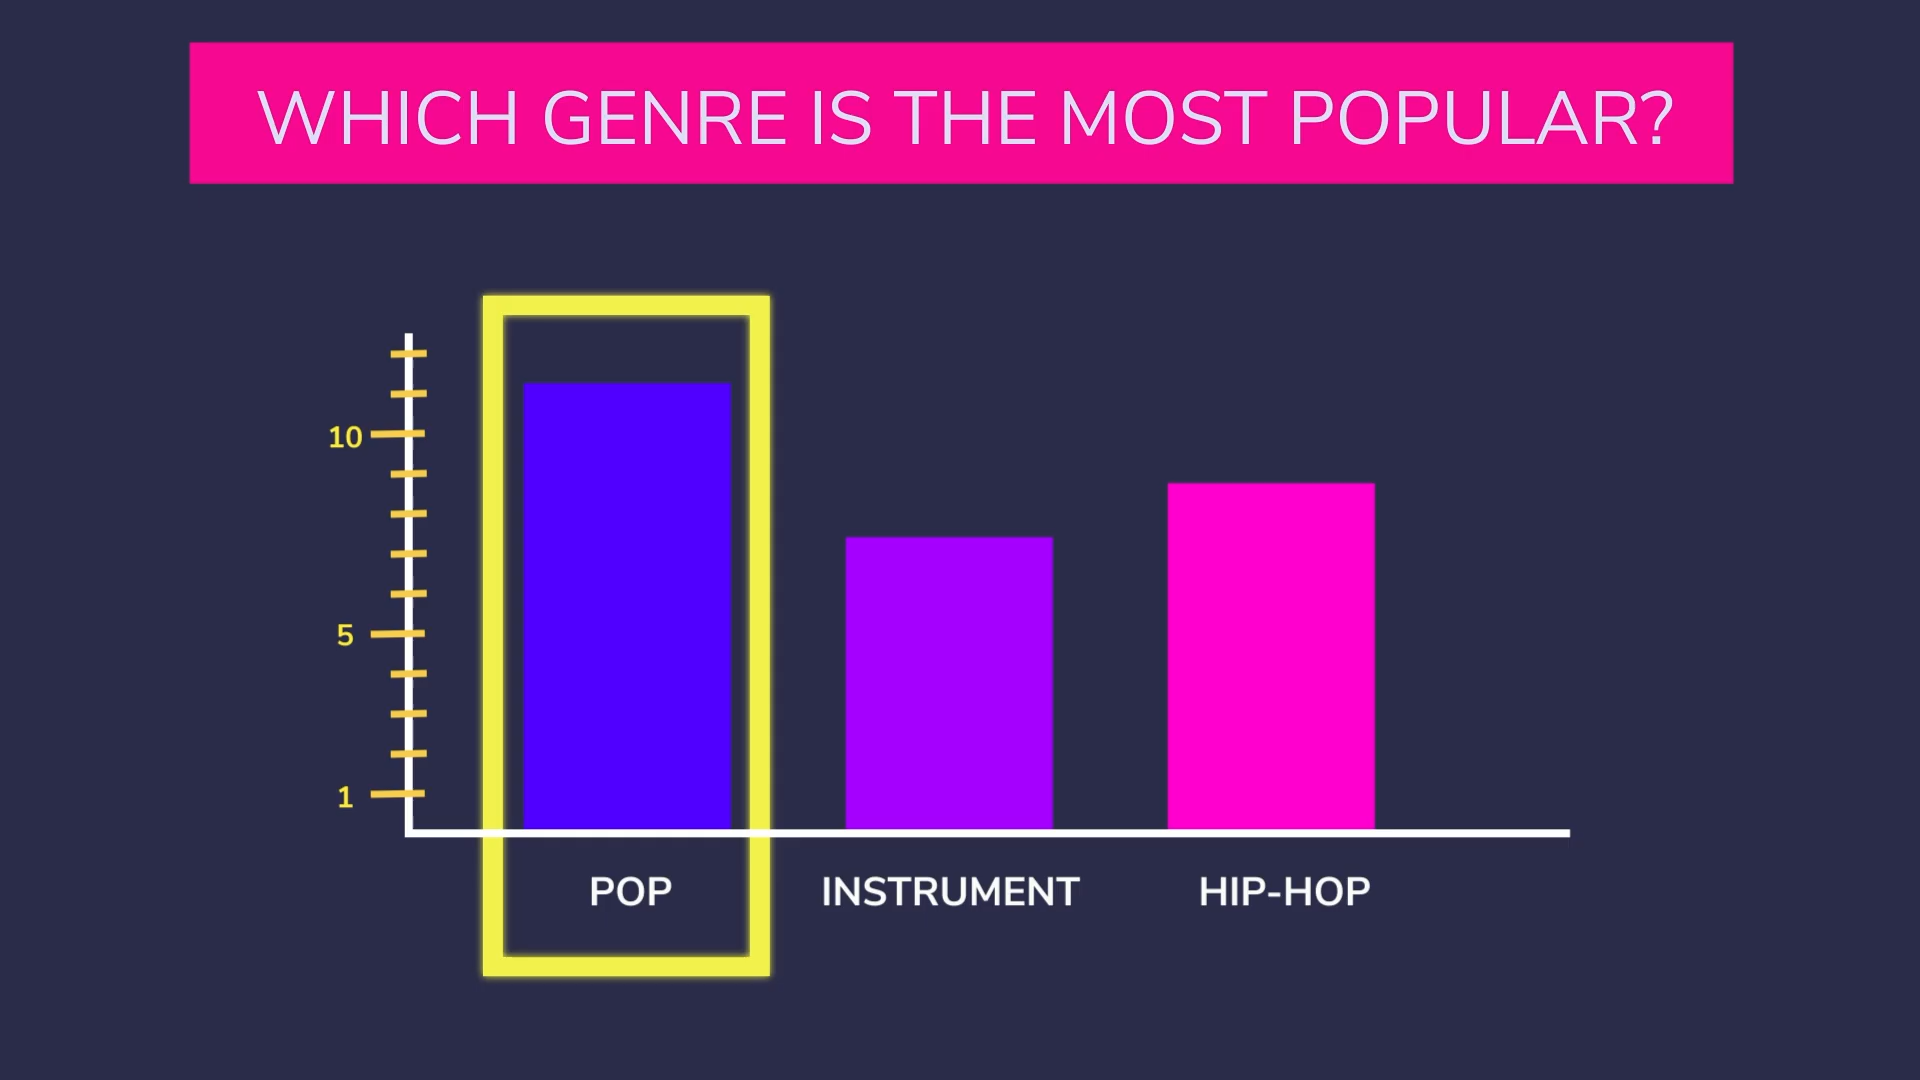 WHICH GENRE IS THE MOST POPULAR?
10
5
1
POP
INSTRUMENT
HIP-HOP